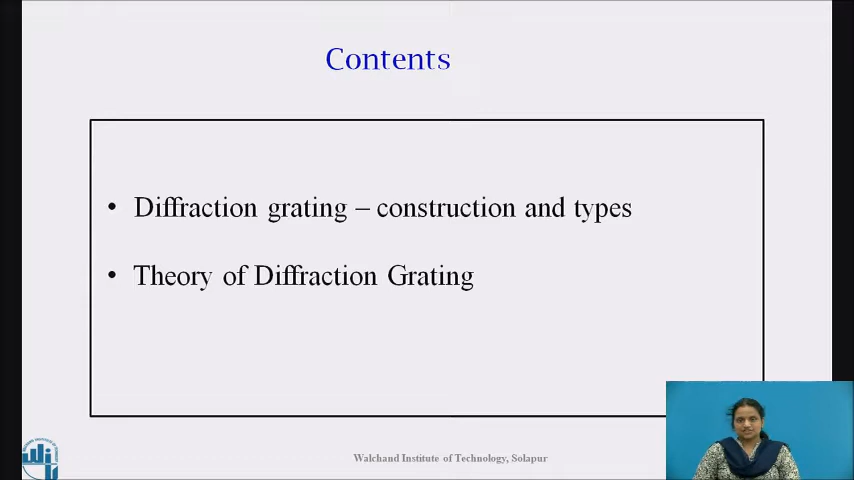 Contents
• Diffraction grating – construction and types
• Theory of Diffraction Grating
Walchand Institute of Technology, Solapur